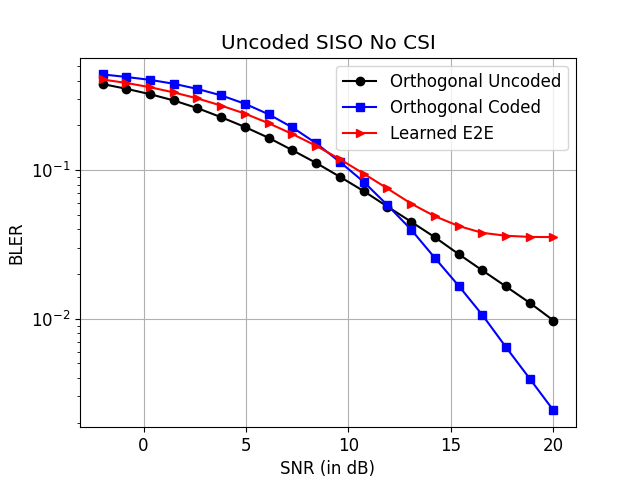 Uncoded SISO No CSI
Orthogonal Uncoded
Orthogonal Coded
Learned E2E
10⁻¹
10⁻²
BLER
0 5 10 15 20
SNR (in dB)